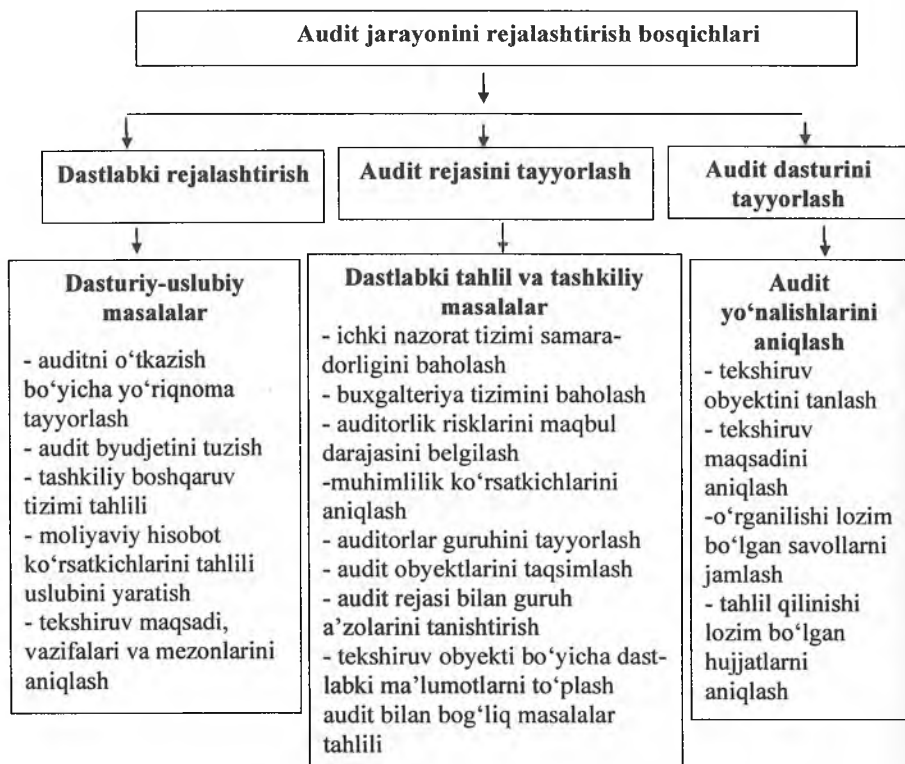 Audit jarayonini rejalashtirish bosqichlari
Dastlabki rejalashtirish
Audit rejasini tayyorlash
Audit dasturini
tayyorlash
Dasturiy-uslubiy
masalalar
- auditni o‘tkazish
bo‘yicha yo‘riqnoma
tayyorlash
- audit byudjetini tuzish
- tashkiliy boshqaruv
tizimi tahlili
- moliyaviy hisobot
ko‘rsatkichlarini tahlili
uslubini yaratish
- tekshiruv maqsadi,
vazifalari va mezonlarini
aniqlash
Dastlabki tahlil va tashkiliy
masalalar
- ichki nazorat tizimi samara-
dorligini baholash
- buxgalteriya tizimini baholash
- auditorlik risklarini maqbul
darajasini belgilash
-muhimlilik ko‘rsatkichlarini
aniqlash
- auditorlar guruhini tayyorlash
- audit obyektlarini taqsimlash
- audit rejasi bilan guruh
a’zolarini tanishtirish
- tekshiruv obyekti bo‘yicha dast-
labki ma’lumotlarni to‘plash
audit bilan bog‘liq masalalar
tahlili
Audit
yo‘nalishlarini
aniqlash
- tekshiruv
obyektini tanlash
- tekshiruv
maqsadini
aniqlash
-o‘rganilishi lozim
bo‘lgan savollarni
jamlash
- tahlil qilinishi
lozim bo‘lgan
hujjatlarni
aniqlash